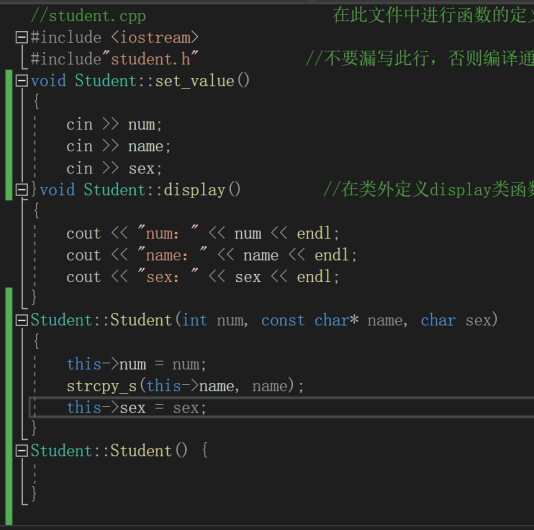 //student.cpp 在此文件中进行函数的定
#include <iostream>
#include"student.h" //不要漏写此行，否则编译通
void Student::set_value()
{
cin >> num;
cin >> name;
cin >> sex;
}void Student::display() //在类外定义display类函
{
cout << "num：" << num << endl;
cout << "name：" << name << endl;
cout << "sex：" << sex << endl;
}
Student::Student(int num, const char* name, char sex)
{
this->num = num;
strcpy_s(this->name, name);
this->sex = sex;
}
Student::Student() {
}